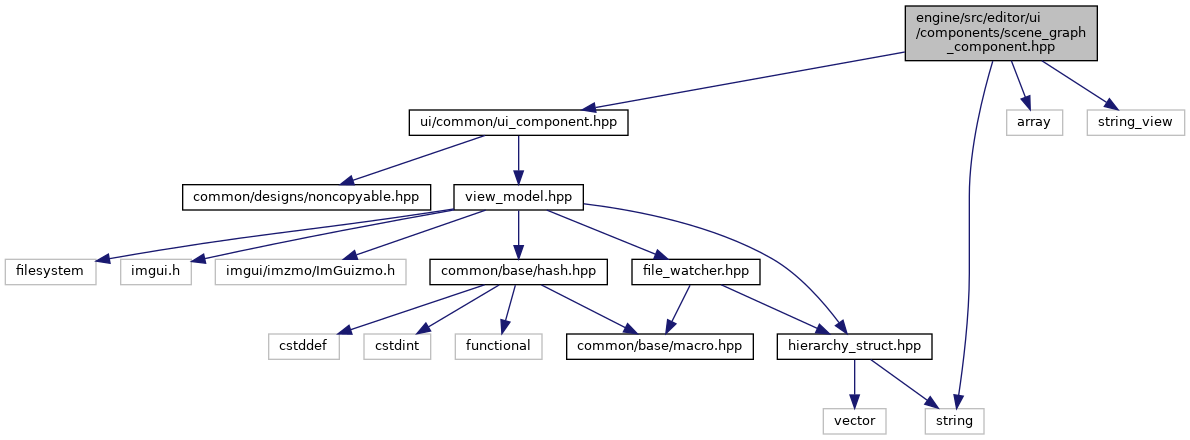 engine/src/editor/ui
/components/scene_graph
_component.hpp
ui/common/ui_component.hpp
array
string_view
common/designs/noncopyable.hpp
view_model.hpp
filesystem
imgui.h
imgui/imzmo/ImGuizmo.h
common/base/hash.hpp
file_watcher.hpp
cstddef
cstdint
functional
common/base/macro.hpp
hierarchy_struct.hpp
vector
string